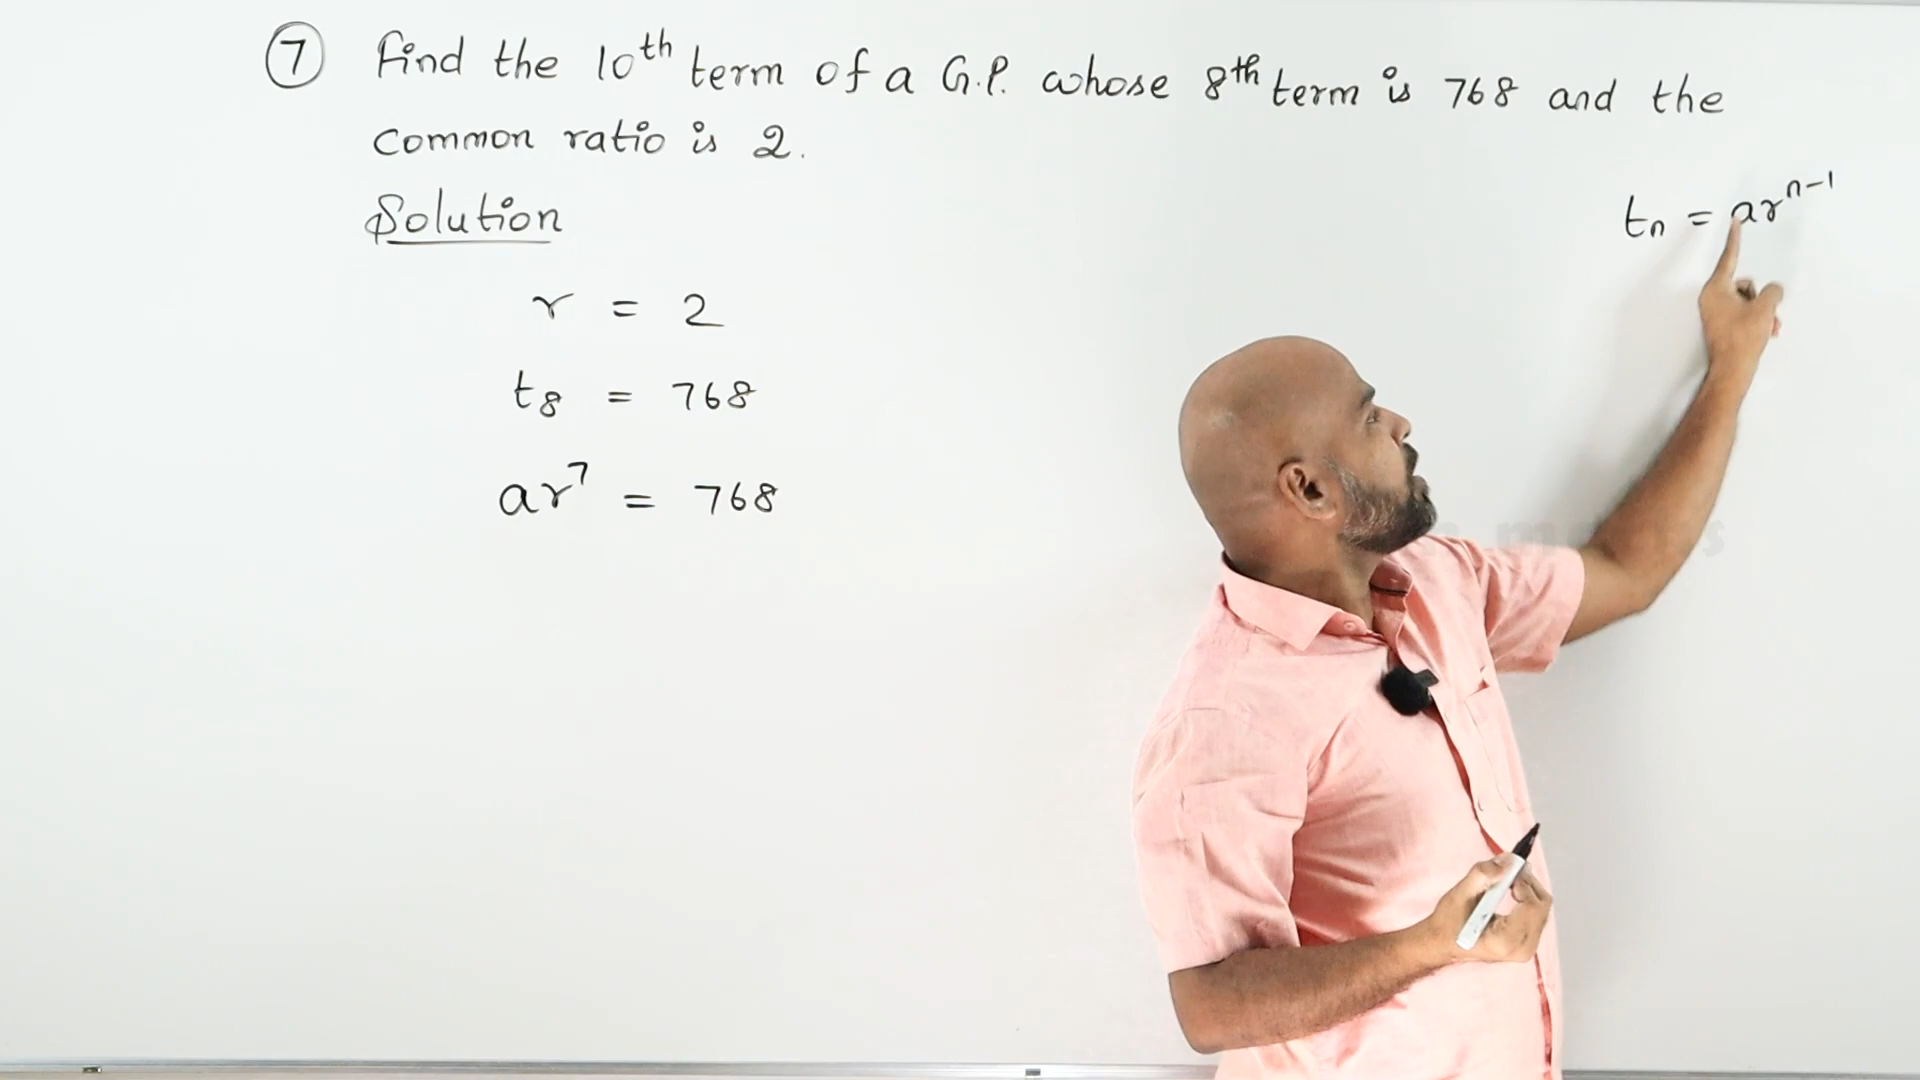 7 Find the 10th term of a G.P. whose 8th term is 768 and the
common ratio is 2.
Solution
tn = ar^n-1
r = 2
t8 = 768
ar^7 = 768